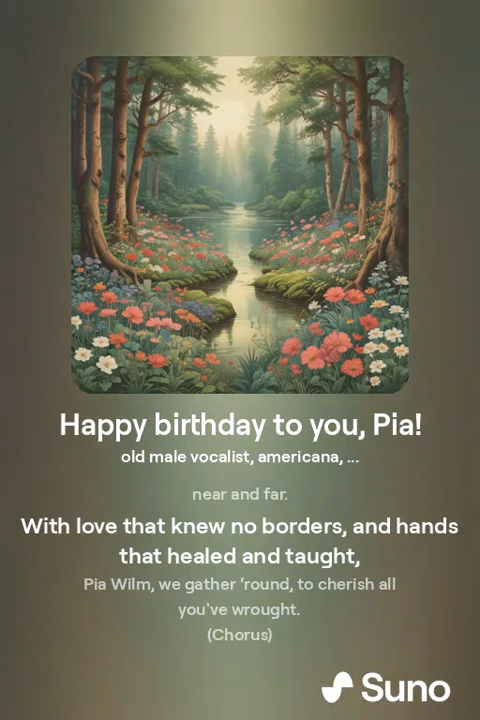 Happy birthday to you, Pia!
old male vocalist, americana, ...
near and far.
With love that knew no borders, and hands
that healed and taught,
Pia Wilm, we gather ‘round, to cherish all
you've wrought.
(Chorus)
Suno